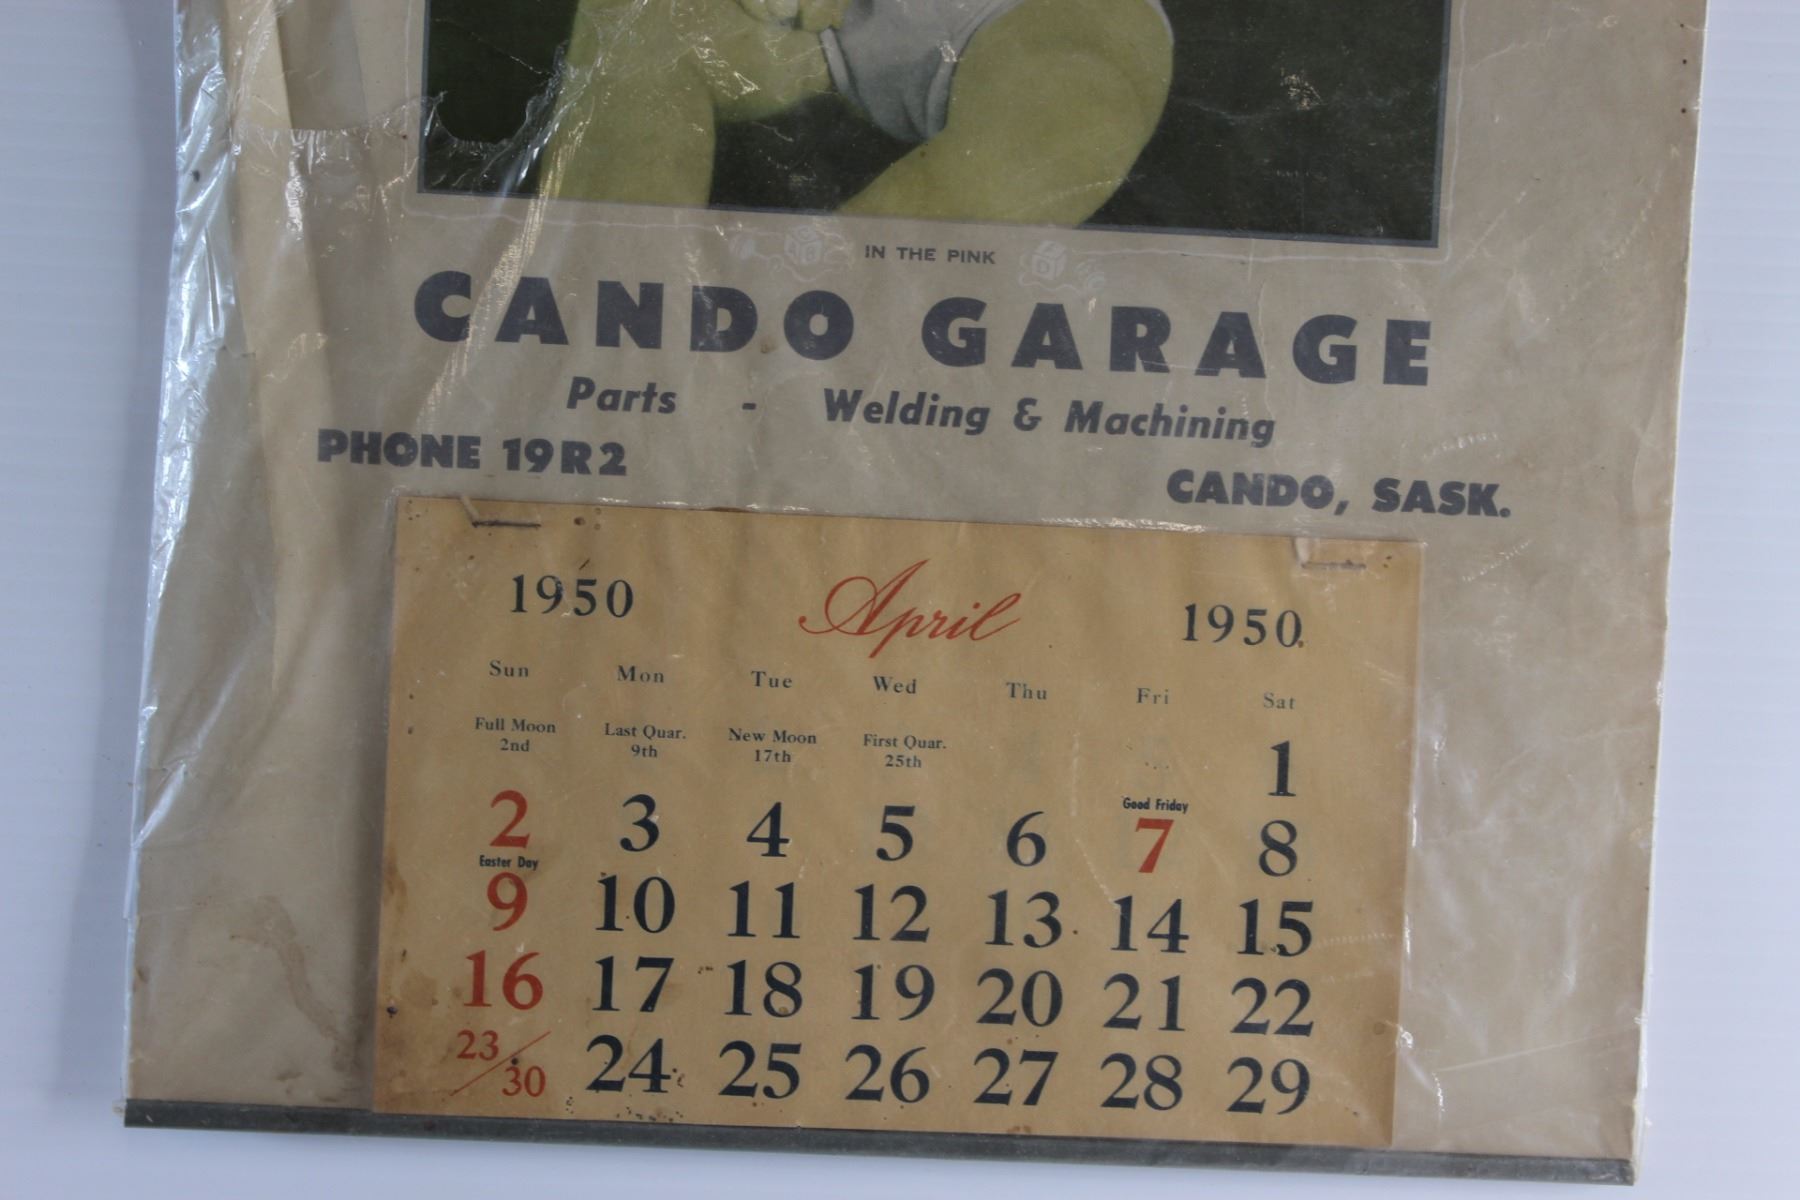 IN THE PINK
CANDO GARAGE
Parts - Welding & Machining
PHONE 19R2
CANDO, SASK.
1950 April 1950
Sun Mon Tue Wed Thu Fri Sat
Full Moon Last Quar. New Moon First Quar.
2nd 9th 17th 25th
1
Good Friday
2 3 4 5 6 7 8
Easter Day
9 10 11 12 13 14 15
16 17 18 19 20 21 22
23/30 24 25 26 27 28 29